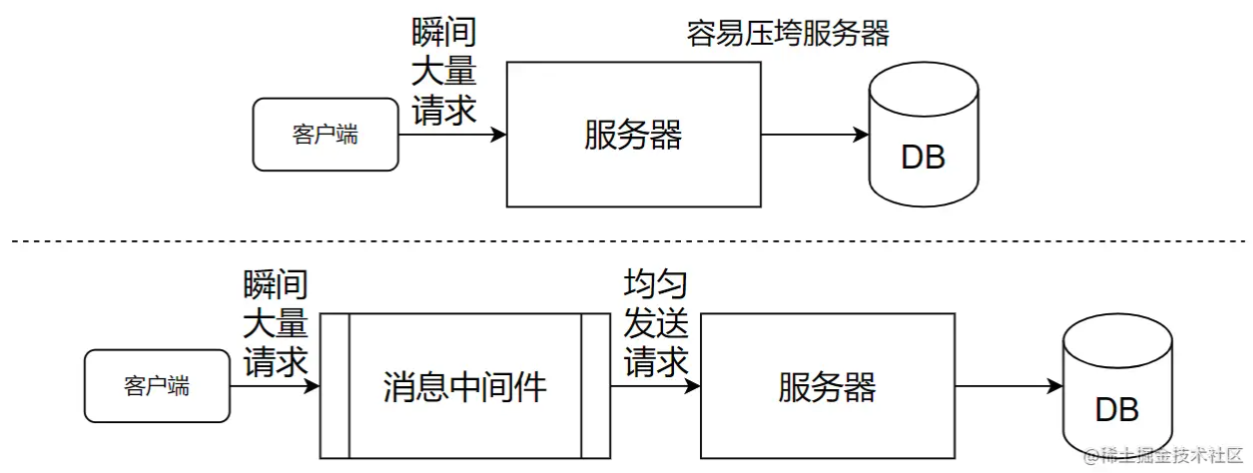 瞬间
大量
请求
容易压垮服务器
客户端
服务器
DB
瞬间
大量
请求
均匀
发送
请求
客户端
消息中间件
服务器
DB
@稀土掘金技术社区